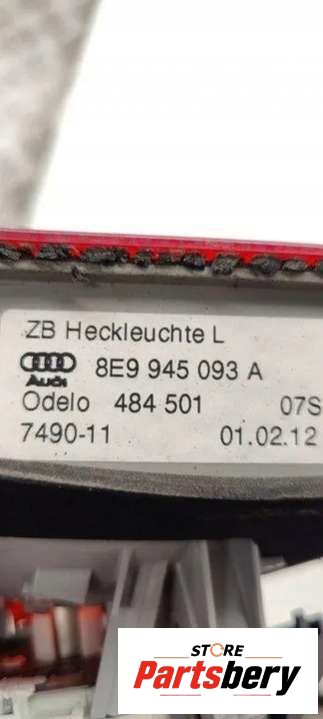 ZB Heckleuchte L
Audi 8E9 945 093 A
Odelo 484 501 07S
7490-11 01.02.12
STORE
Partsbery